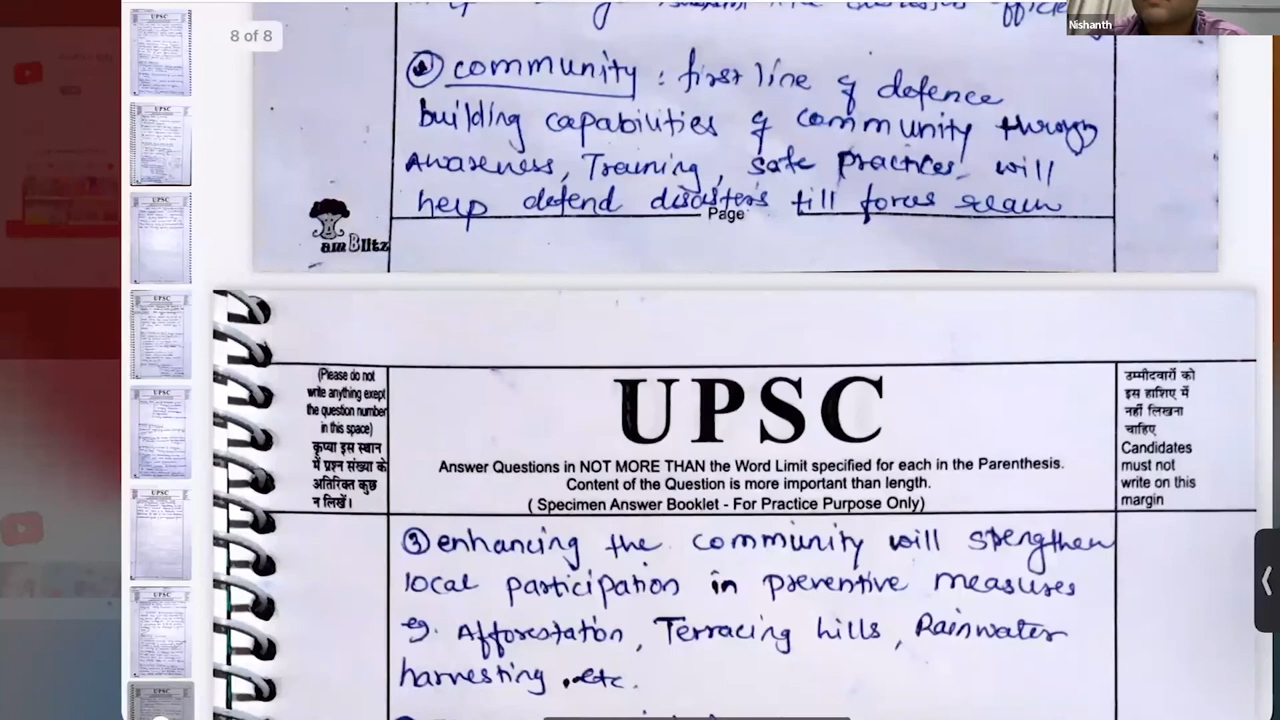 8 of 8
Nishanth
community : first line of defence
building capabilities of community through
Awareness, Training, safe practices will
help defend disasters till forces
Page
am Blitz
(Please do not
write anything exept
the question number
in this space)
कृप्या इस स्थान
में प्रश्न संख्या के
अतिरिक्त कुछ
न लिखें।
UPSC
Answer Questions in NOT MORE THAN the Word Limit specified for each in the Parenthesis.
Content of the Question is more important than length.
( Specimen Answer Booklet - For Practice Purpose Only)
उम्मीदवारों को
इस हाशिए में
नहीं लिखना
चाहिए
Candidates
must not
write on this
margin
③ enhancing the community will strengthen
local participation in preventive measures
eg. Afforestation, Terracing hills, Rainwater
harvesting etc.